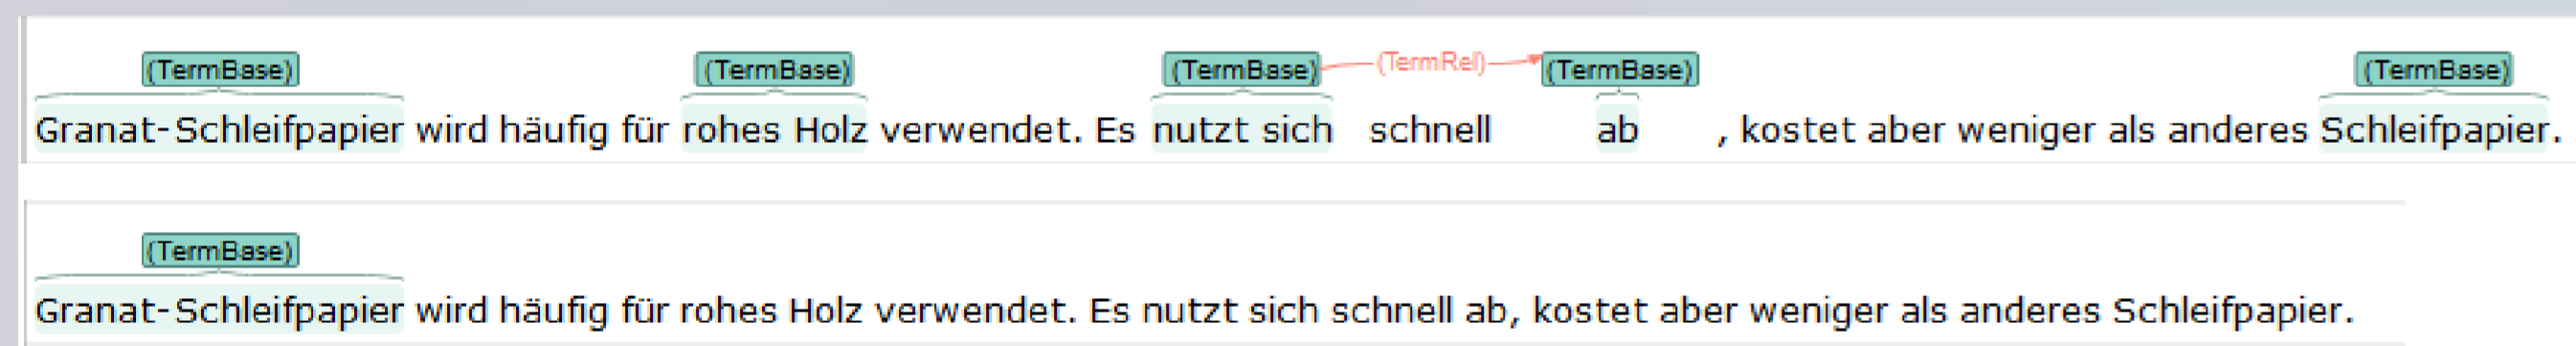 (TermBase) (TermBase) (TermBase) (TermRel) (TermBase) (TermBase)
Granat-Schleifpapier wird häufig für rohes Holz verwendet. Es nutzt sich schnell ab , kostet aber weniger als anderes Schleifpapier.
(TermBase)
Granat-Schleifpapier wird häufig für rohes Holz verwendet. Es nutzt sich schnell ab, kostet aber weniger als anderes Schleifpapier.